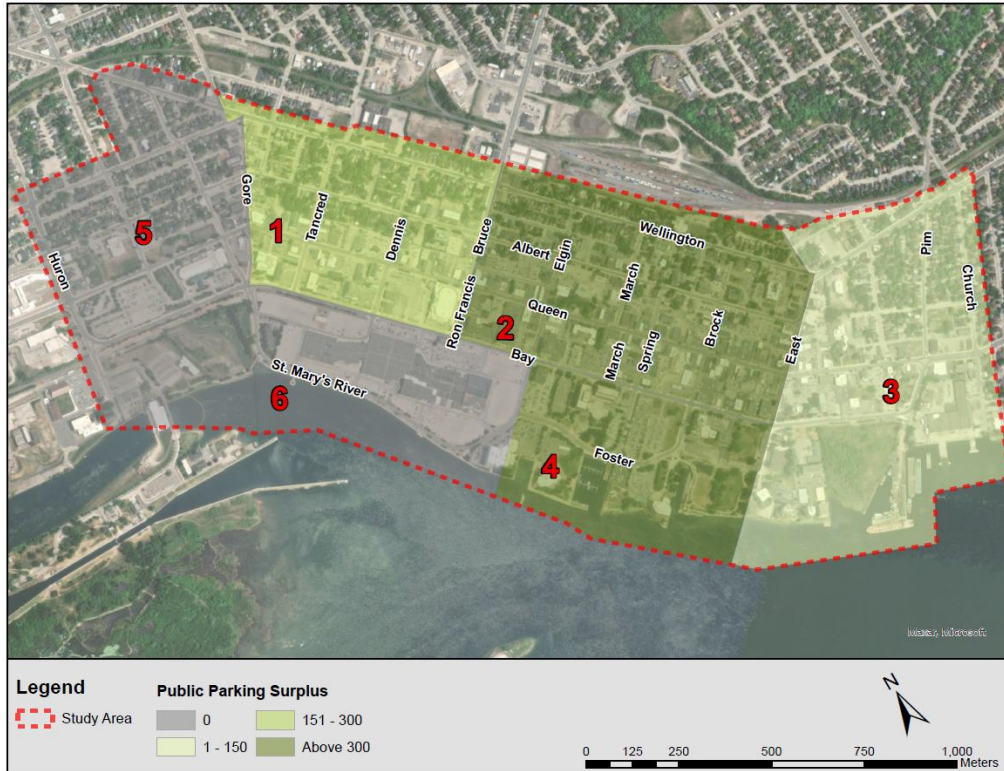 Gore
1
Tancred
Dennis
Bruce
Ron Francis
5
Huron
Albert
Elgin
Wellington
March
Queen
2
Bay
March
Spring
Brock
East
Pim
Church
3
St. Mary's River
6
4
Foster
Maxar, Microsoft
Legend
Study Area
Public Parking Surplus
0
151 - 300
1 - 150
Above 300
N
0 125 250 500 750 1,000
Meters